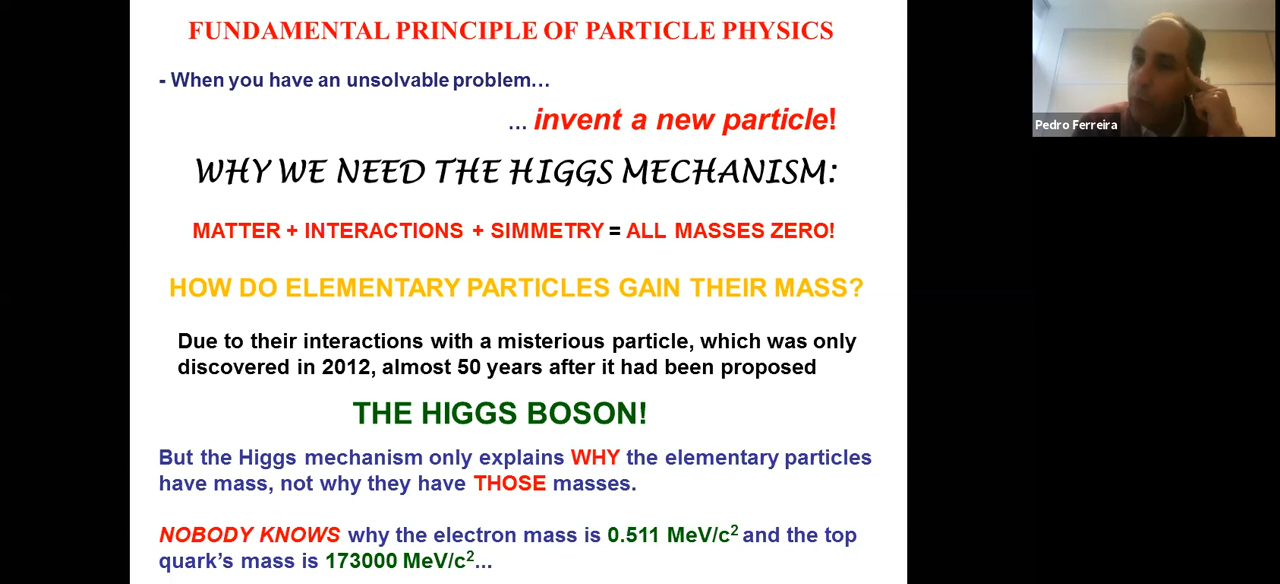 FUNDAMENTAL PRINCIPLE OF PARTICLE PHYSICS
- When you have an unsolvable problem…
… invent a new particle!
WHY WE NEED THE HIGGS MECHANISM:
MATTER + INTERACTIONS + SIMMETRY = ALL MASSES ZERO!
HOW DO ELEMENTARY PARTICLES GAIN THEIR MASS?
Due to their interactions with a misterious particle, which was only
discovered in 2012, almost 50 years after it had been proposed
THE HIGGS BOSON!
But the Higgs mechanism only explains WHY the elementary particles
have mass, not why they have THOSE masses.
NOBODY KNOWS why the electron mass is 0.511 MeV/c² and the top
quark's mass is 173000 MeV/c²...
Pedro Ferreira